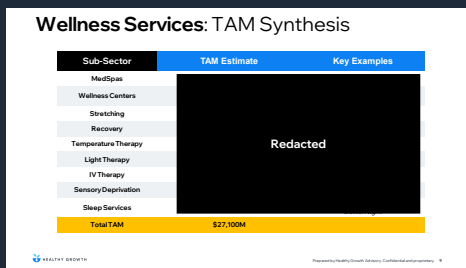 Wellness Services: TAM Synthesis
Sub-Sector TAM Estimate Key Examples
MedSpas
Wellness Centers
Stretching
Recovery
Redacted
Temperature Therapy
Light Therapy
IV Therapy
Sensory Deprivation
Sleep Services
Total TAM $27,100M
HEALTHY GROWTH
Prepared by Healthy Growth Advisory. Confidential and proprietary. 9